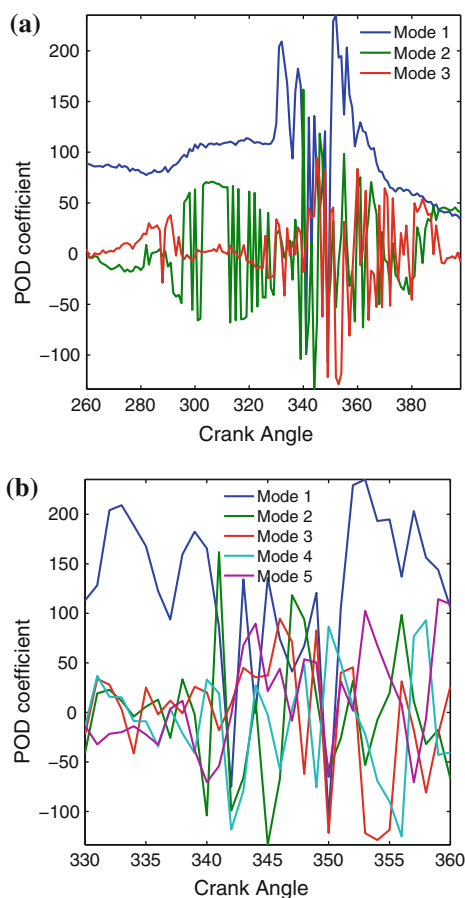 (a)
Mode 1
Mode 2
Mode 3
200
150
100
50
0
−50
−100
POD coefficient
260 280 300 320 340 360 380
Crank Angle
(b)
Mode 1
Mode 2
Mode 3
Mode 4
Mode 5
200
150
100
50
0
−50
−100
POD coefficient
330 335 340 345 350 355 360
Crank Angle